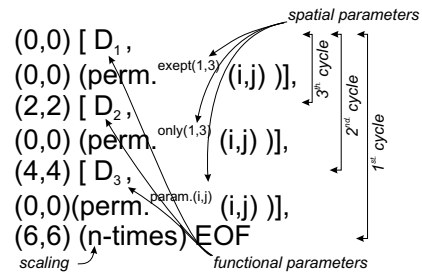 spatial parameters
(0,0) [ D1,
(0,0) (perm. exept(1,3) (i,j) )],
(2,2) [ D2,
(0,0) (perm. only(1,3) (i,j) )],
(4,4) [ D3,
(0,0)(perm. param.(i,j) (i,j) )],
(6,6) (n-times) EOF
3th. cycle
2nd. cycle
1st. cycle
scaling
functional parameters